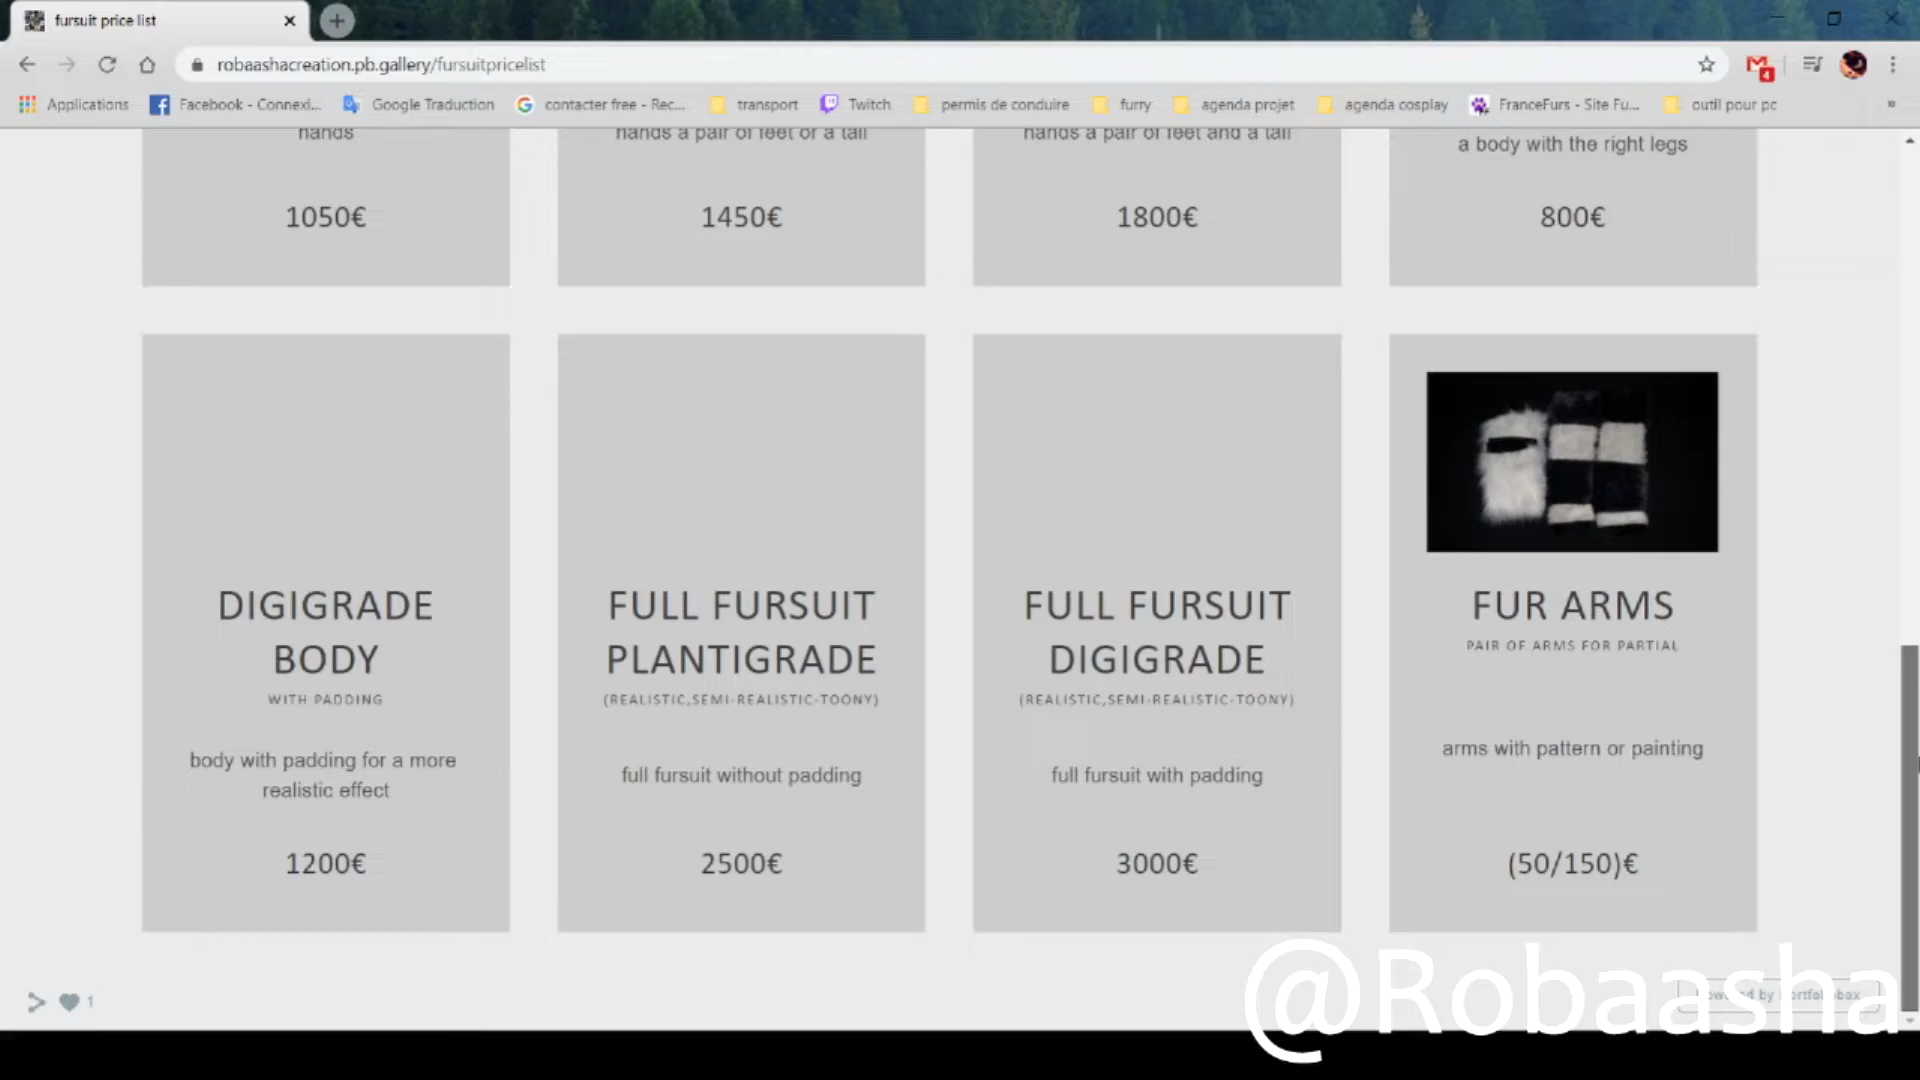 fursuit price list
robaashacreation.pb.gallery/fursuitpricelist
4
Applications Facebook - Connexi... Google Traduction contacter free - Rec... transport Twitch permis de conduire furry agenda projet agenda cosplay FranceFurs - Site Fu... outil pour pc »
hands
hands a pair of feet or a tail
hands a pair of feet and a tail
a body with the right legs
1050€
1450€
1800€
800€
DIGIGRADE
BODY
WITH PADDING
body with padding for a more
realistic effect
1200€
FULL FURSUIT
PLANTIGRADE
(REALISTIC,SEMI-REALISTIC-TOONY)
full fursuit without padding
2500€
FULL FURSUIT
DIGIGRADE
(REALISTIC,SEMI-REALISTIC-TOONY)
full fursuit with padding
3000€
FUR ARMS
PAIR OF ARMS FOR PARTIAL
arms with pattern or painting
(50/150)€
1
Powered by Portfoliobox
@Robaasha